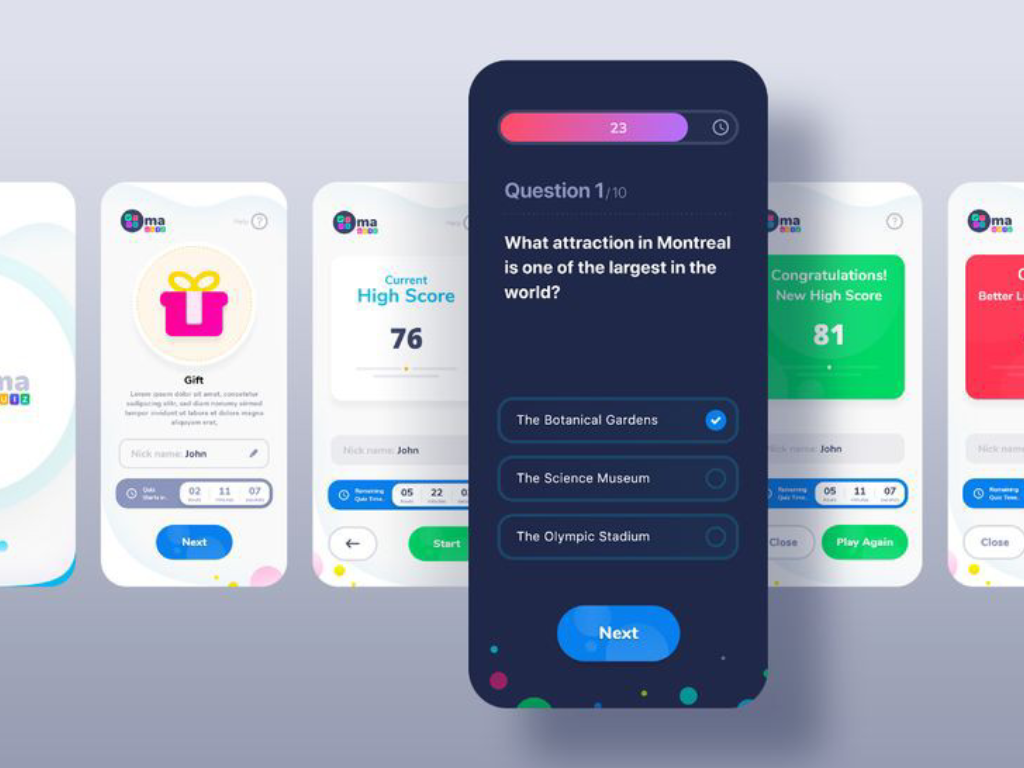 ma
QUIZ
ma
QUIZ
Help ?
Gift
Lorem ipsum dolor sit amet, consetetur
sadipscing elitr, sed diam nonumy eirmod
tempor invidunt ut labore et dolore magna
aliquyam erat,
Nick name: John
Quiz
Starts in.
02 11 07
hours minutes seconds
Next
ma
QUIZ
Help
Current
High Score
76
Nick name: John
Remaining
Quiz Time.
05 22
hours minutes
Start
23
Question 1/10
What attraction in Montreal
is one of the largest in the
world?
The Botanical Gardens
The Science Museum
The Olympic Stadium
Next
ma
QUIZ
?
Congratulations!
New High Score
81
Nick name: John
Remaining
Quiz Time.
05 11 07
hours minutes seconds
Close
Play Again
ma
QUIZ
Better L
Nick name
Remaining
Quiz Time.
Close